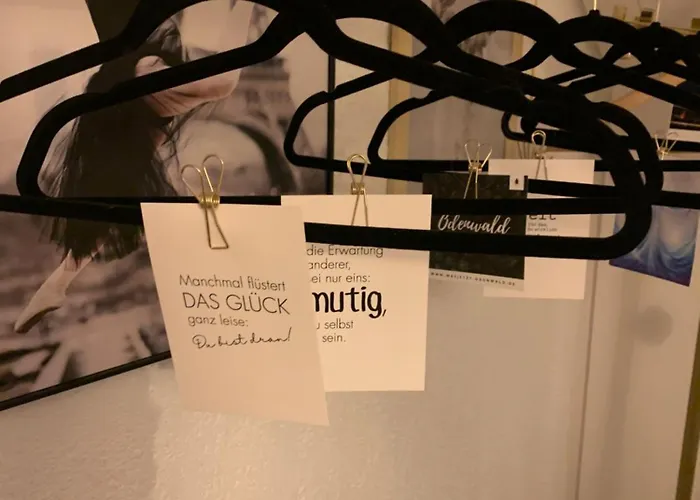 Manchmal flüstert
DAS GLÜCK
ganz leise:
Du bist dran!
die Erwartung
anderer,
ei nur eins:
mutig,
u selbst
sein.
Odenwald
eit